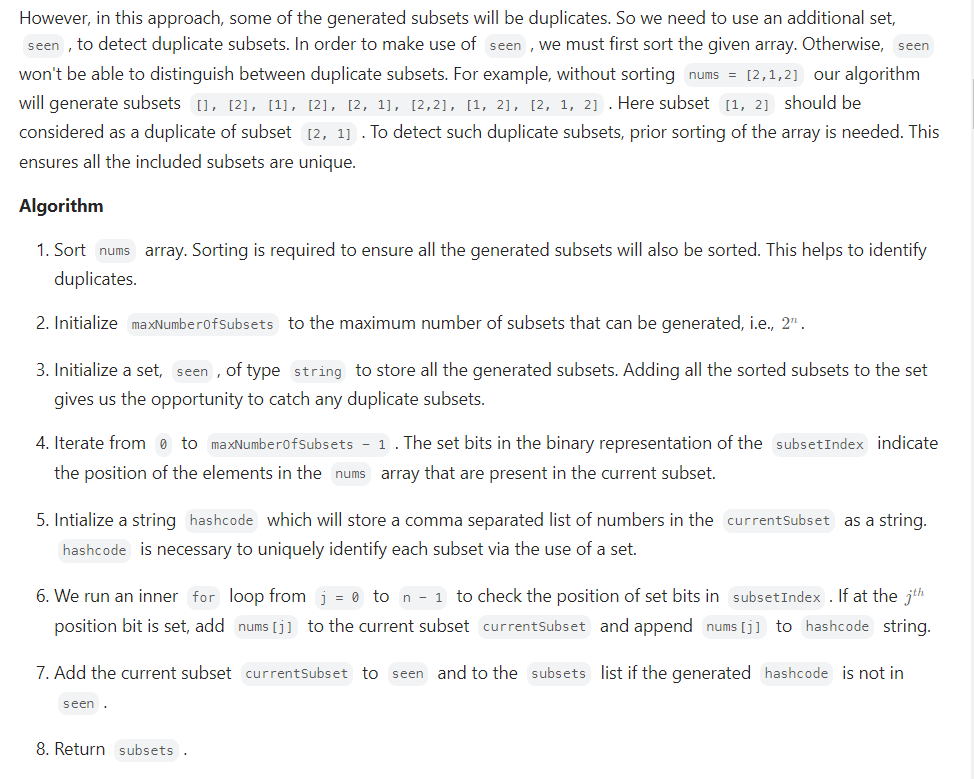 However, in this approach, some of the generated subsets will be duplicates. So we need to use an additional set,
seen , to detect duplicate subsets. In order to make use of seen , we must first sort the given array. Otherwise, seen
won't be able to distinguish between duplicate subsets. For example, without sorting nums = [2,1,2] our algorithm
will generate subsets [], [2], [1], [2], [2, 1], [2,2], [1, 2], [2, 1, 2] . Here subset [1, 2] should be
considered as a duplicate of subset [2, 1] . To detect such duplicate subsets, prior sorting of the array is needed. This
ensures all the included subsets are unique.
Algorithm
1. Sort nums array. Sorting is required to ensure all the generated subsets will also be sorted. This helps to identify
duplicates.
2. Initialize maxNumberOfSubsets to the maximum number of subsets that can be generated, i.e., 2ⁿ .
3. Initialize a set, seen , of type string to store all the generated subsets. Adding all the sorted subsets to the set
gives us the opportunity to catch any duplicate subsets.
4. Iterate from 0 to maxNumberOfSubsets - 1 . The set bits in the binary representation of the subsetIndex indicate
the position of the elements in the nums array that are present in the current subset.
5. Intialize a string hashcode which will store a comma separated list of numbers in the currentSubset as a string.
hashcode is necessary to uniquely identify each subset via the use of a set.
6. We run an inner for loop from j = 0 to n - 1 to check the position of set bits in subsetIndex . If at the jᵗʰ
position bit is set, add nums[j] to the current subset currentSubset and append nums[j] to hashcode string.
7. Add the current subset currentSubset to seen and to the subsets list if the generated hashcode is not in
seen .
8. Return subsets .